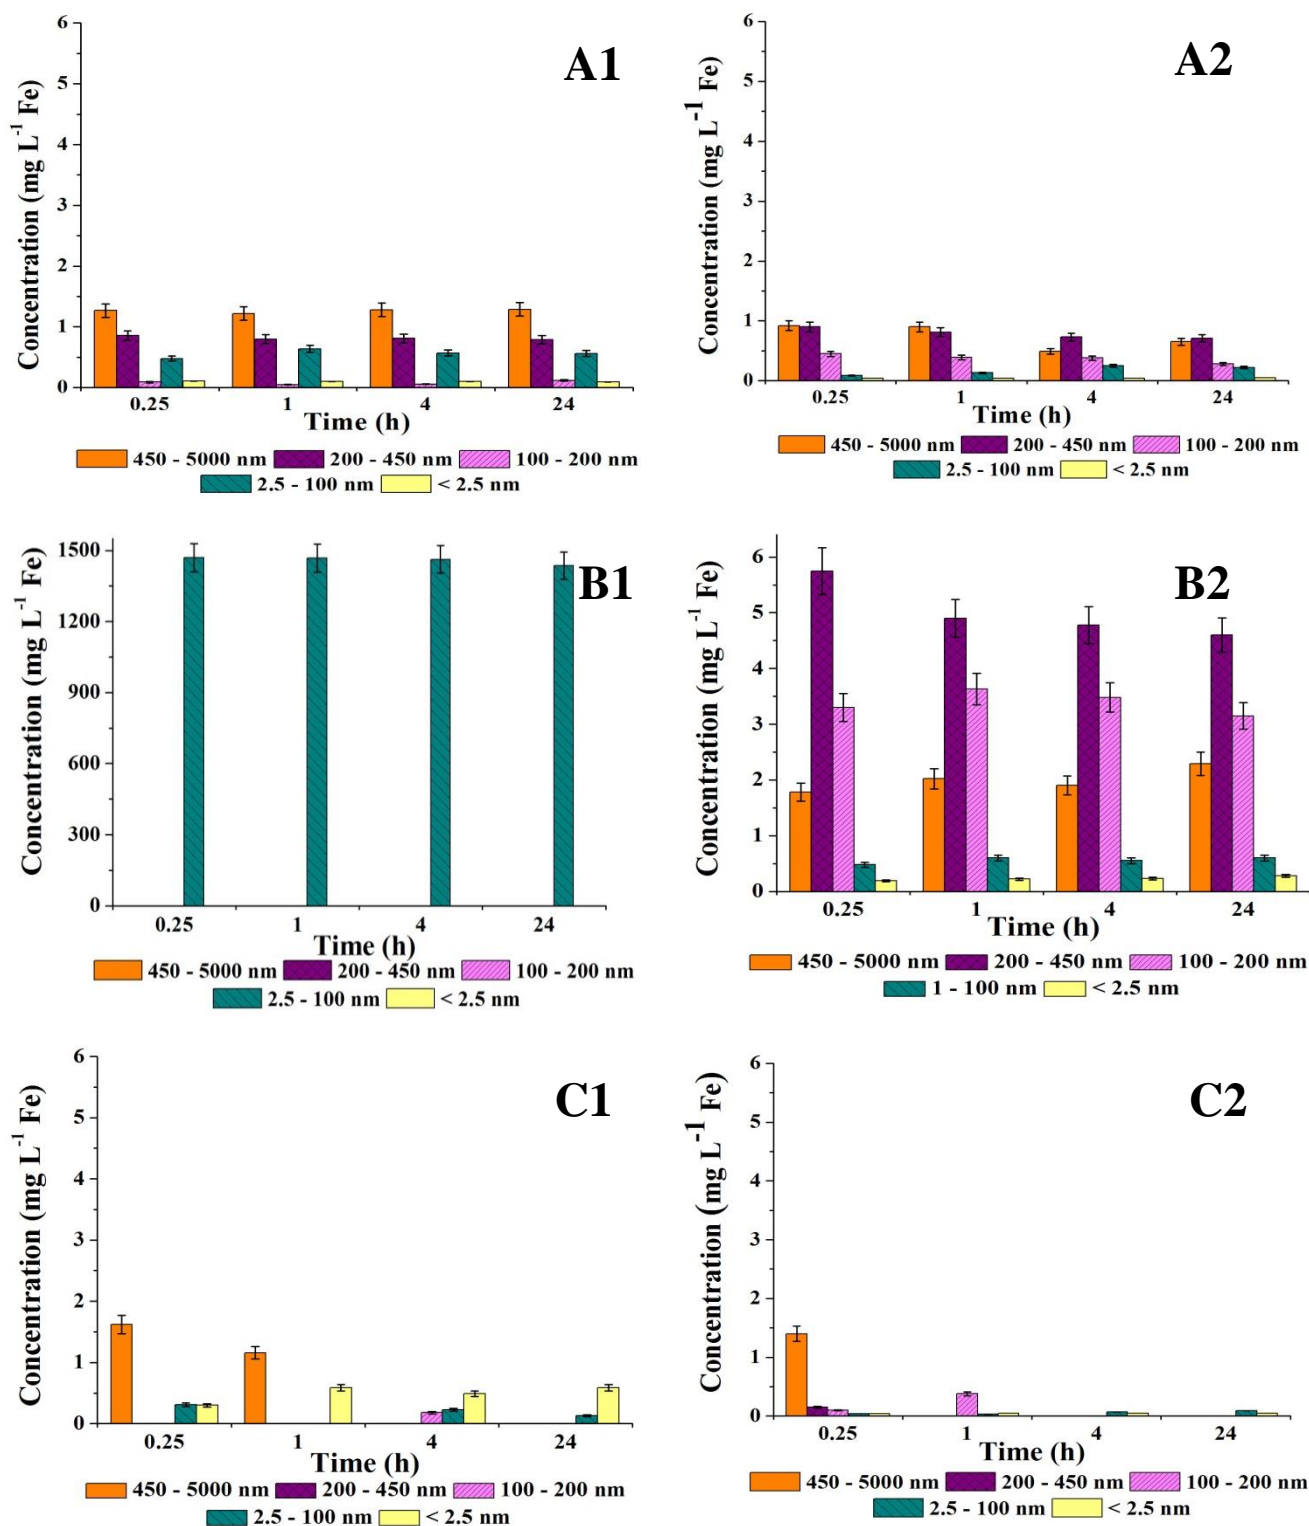 A1
Concentration (mg L⁻¹ Fe)
6
5
4
3
2
1
0
0.25 1 4 24
Time (h)
450 - 5000 nm 200 - 450 nm 100 - 200 nm
2.5 - 100 nm < 2.5 nm
A2
Concentration (mg L⁻¹ Fe)
6
5
4
3
2
1
0
0.25 1 4 24
Time (h)
450 - 5000 nm 200 - 450 nm 100 - 200 nm
2.5 - 100 nm < 2.5 nm
B1
Concentration (mg L⁻¹ Fe)
1500
1200
900
600
300
0
0.25 1 4 24
Time (h)
450 - 5000 nm 200 - 450 nm 100 - 200 nm
2.5 - 100 nm < 2.5 nm
B2
Concentration (mg L⁻¹ Fe)
6
5
4
3
2
1
0
0.25 1 4 24
Time (h)
450 - 5000 nm 200 - 450 nm 100 - 200 nm
1 - 100 nm < 2.5 nm
C1
Concentration (mg L⁻¹ Fe)
6
5
4
3
2
1
0
0.25 1 4 24
Time (h)
450 - 5000 nm 200 - 450 nm 100 - 200 nm
2.5 - 100 nm < 2.5 nm
C2
Concentration (mg L⁻¹ Fe)
6
5
4
3
2
1
0
0.25 1 4 24
Time (h)
450 - 5000 nm 200 - 450 nm 100 - 200 nm
2.5 - 100 nm < 2.5 nm